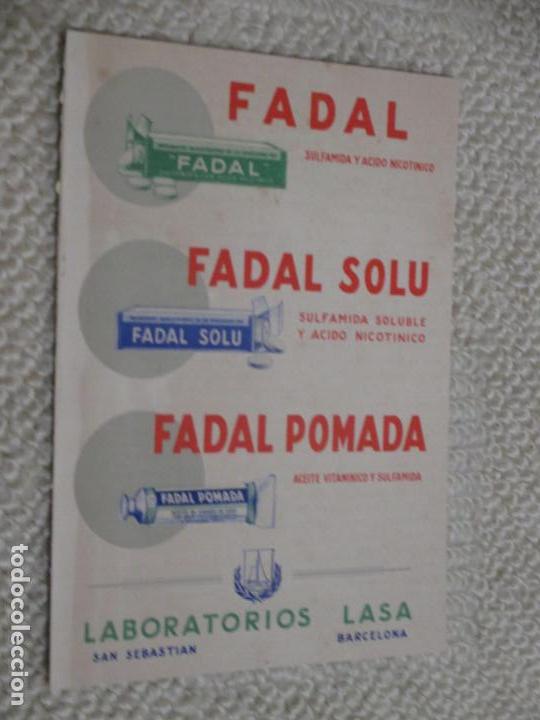 FADAL
SULFAMIDA Y ACIDO NICOTINICO
FADAL
FADAL SOLU
SULFAMIDA SOLUBLE
Y ACIDO NICOTINICO
FADAL SOLU
FADAL POMADA
ACEITE VITAMINICO Y SULFAMIDA
FADAL POMADA
LABORATORIOS LASA
SAN SEBASTIAN BARCELONA
todocoleccion.net